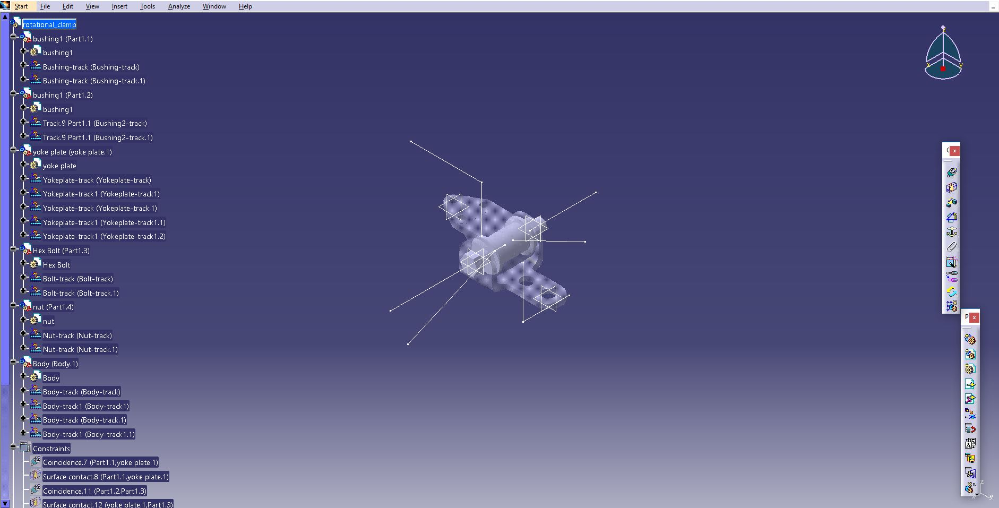 Start File Edit View Insert Tools Analyze Window Help
rotational_clamp
bushing1 (Part1.1)
bushing1
Bushing-track (Bushing-track)
Bushing-track (Bushing-track.1)
bushing1 (Part1.2)
bushing1
Track.9 Part1.1 (Bushing2-track)
Track.9 Part1.1 (Bushing2-track.1)
yoke plate (yoke plate.1)
yoke plate
Yokeplate-track (Yokeplate-track)
Yokeplate-track1 (Yokeplate-track1)
Yokeplate-track (Yokeplate-track.1)
Yokeplate-track1 (Yokeplate-track1.1)
Yokeplate-track1 (Yokeplate-track1.2)
Hex Bolt (Part1.3)
Hex Bolt
Bolt-track (Bolt-track)
Bolt-track (Bolt-track.1)
nut (Part1.4)
nut
Nut-track (Nut-track)
Nut-track (Nut-track.1)
Body (Body.1)
Body
Body-track (Body-track)
Body-track1 (Body-track1)
Body-track (Body-track.1)
Body-track1 (Body-track1.1)
Constraints
Coincidence.7 (Part1.1,yoke plate.1)
Surface contact.8 (Part1.1,yoke plate.1)
Coincidence.11 (Part1.2,Part1.3)
Surface contact.12 (yoke plate.1,Part1.3)
z
x y
P x
z
x y